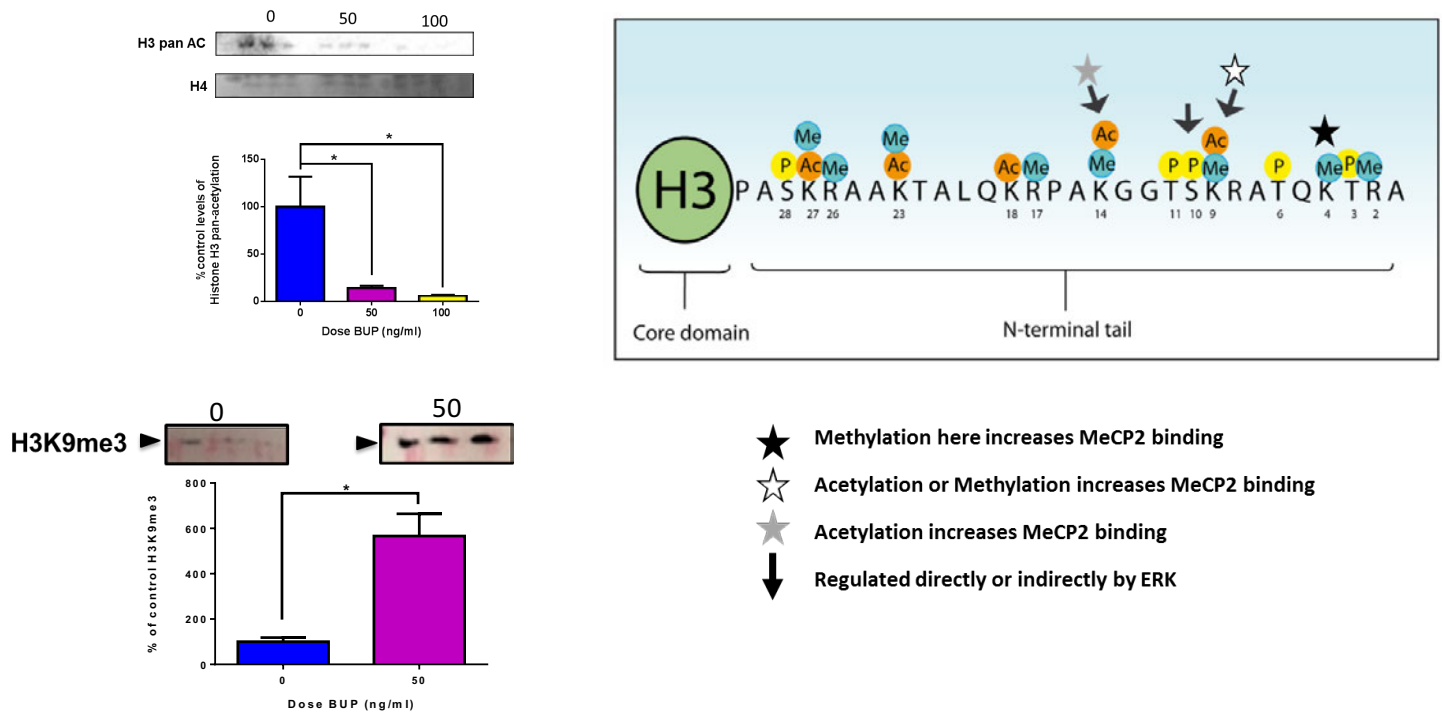 0 50 100
H3 pan AC
H4
*
*
150
100
50
0
% control levels of
Histone H3 pan-acetylation
0 50 100
Dose BUP (ng/ml)
0 50
H3K9me3
*
800
600
400
200
0
% of control H3K9me3
0 50
Dose BUP (ng/ml)
Ac
Me Me Ac
P Ac Me Ac Ac Me Me P P Me P Me P Me
H3 P A S K R A A K T A L Q K R P A K G G T S K R A T Q K T R A
28 27 26 23 18 17 14 11 10 9 6 4 3 2
Core domain
N-terminal tail
Methylation here increases MeCP2 binding
Acetylation or Methylation increases MeCP2 binding
Acetylation increases MeCP2 binding
Regulated directly or indirectly by ERK